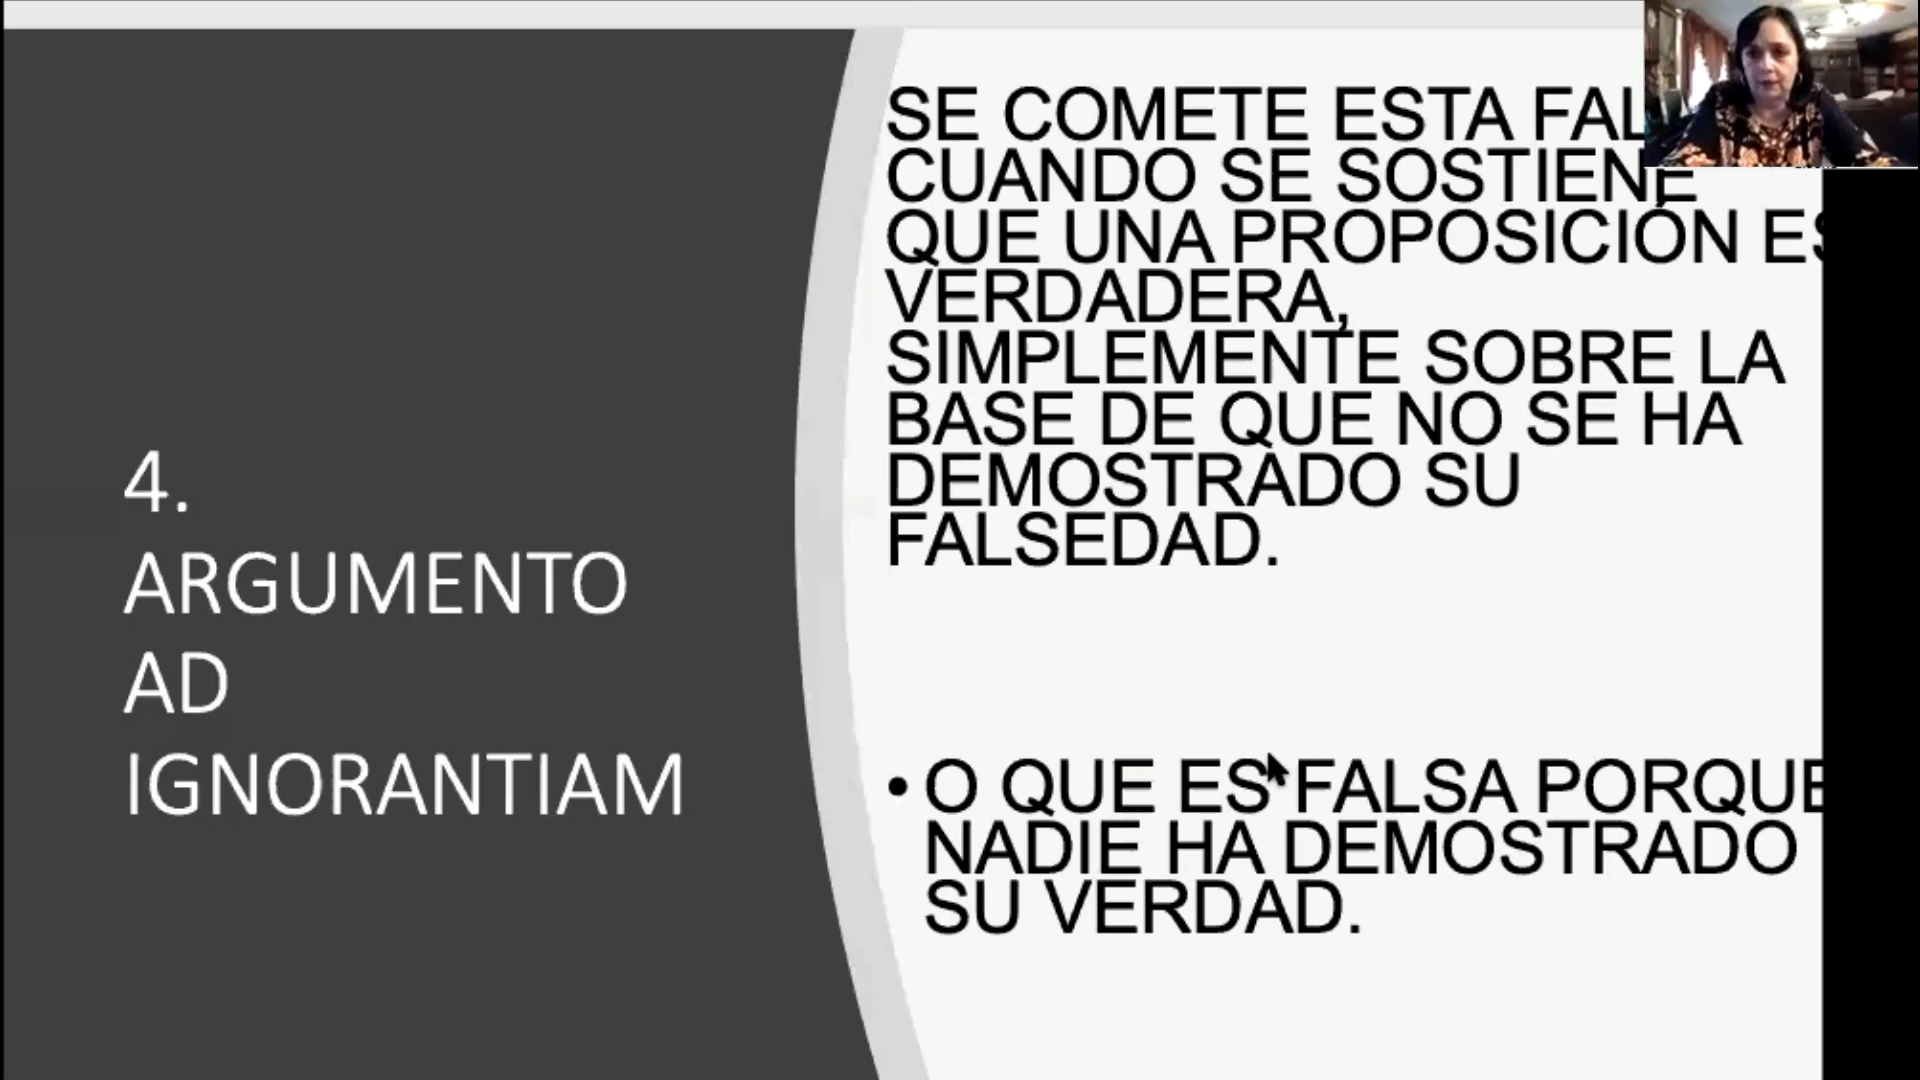 4.
ARGUMENTO
AD
IGNORANTIAM
SE COMETE ESTA
CUANDO SE SOSTIENE
QUE UNA PROPOSICIÓN ES
VERDADERA,
SIMPLEMENTE SOBRE LA
BASE DE QUE NO SE HA
DEMOSTRADO SU
FALSEDAD.
• O QUE ES FALSA PORQUE
NADIE HA DEMOSTRADO
SU VERDAD.